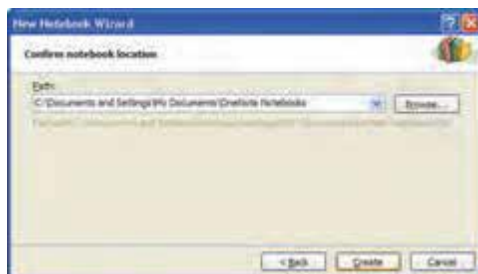 New Notebook Wizard
Confirm notebook location
Path:
C:\Documents and Settings\My Documents\OneNote Notebooks
Browse...
< Back
Create
Cancel